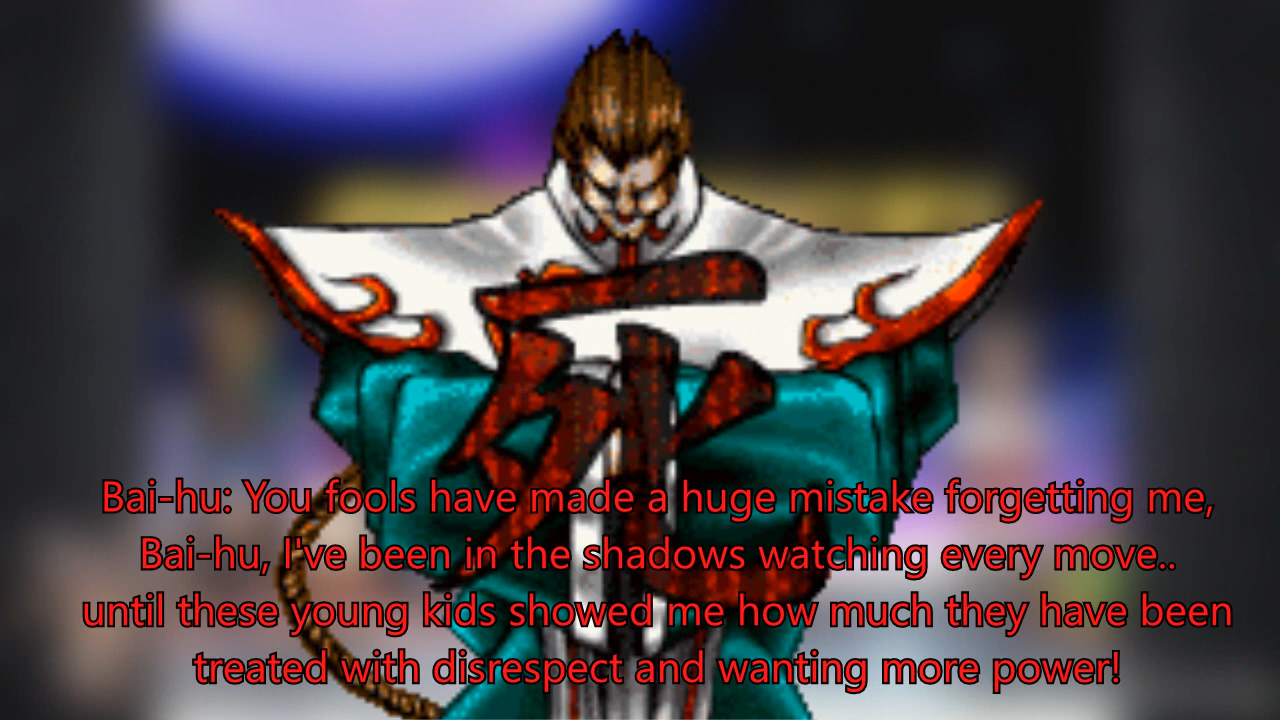 死
Bai-hu: You fools have made a huge mistake forgetting me,
Bai-hu, I've been in the shadows watching every move..
until these young kids showed me how much they have been
treated with disrespect and wanting more power!